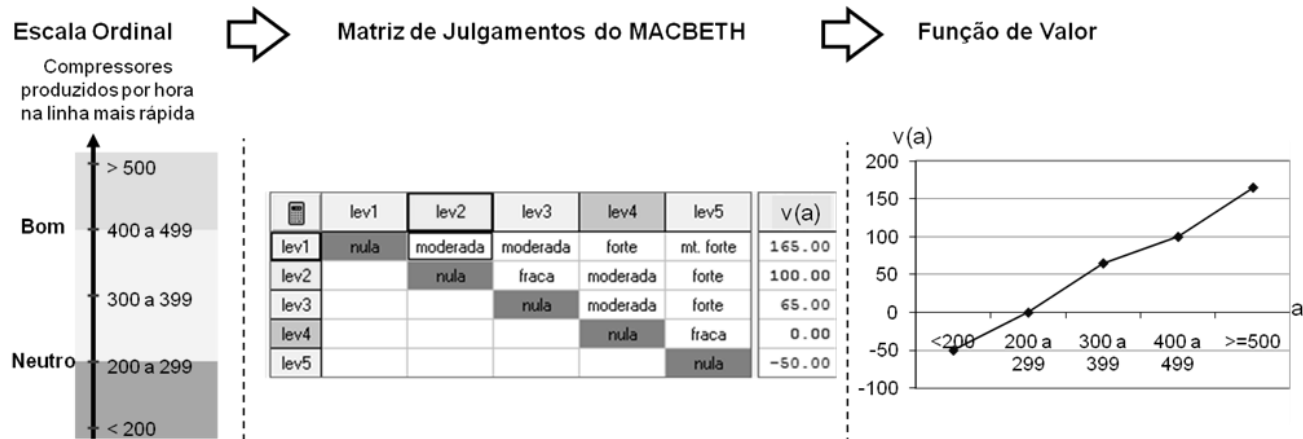 Escala Ordinal
Matriz de Julgamentos do MACBETH
Função de Valor
Compressores
produzidos por hora
na linha mais rápida
> 500
Bom
400 a 499
300 a 399
Neutro
200 a 299
< 200
lev1 lev2 lev3 lev4 lev5 v(a)
lev1 nula moderada moderada forte mt. forte 165.00
lev2 nula fraca moderada forte 100.00
lev3 nula moderada forte 65.00
lev4 nula fraca 0.00
lev5 nula -50.00
v(a)
200
150
100
50
0
-50
-100
a
<200 200 a 300 a 400 a >=500
299 399 499